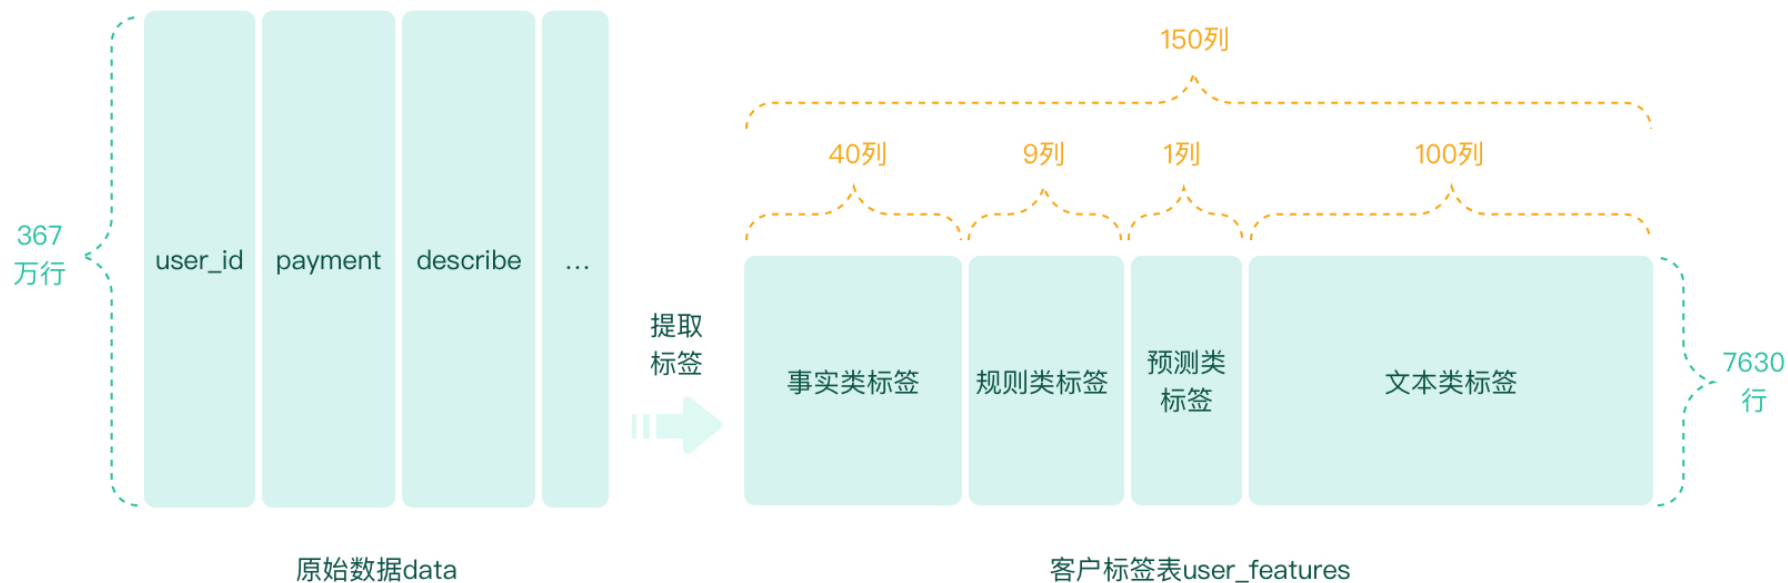 367
万行
user_id
payment
describe
...
原始数据data
提取
标签
150列
40列
9列
1列
100列
事实类标签
规则类标签
预测类
标签
文本类标签
7630
行
客户标签表user_features